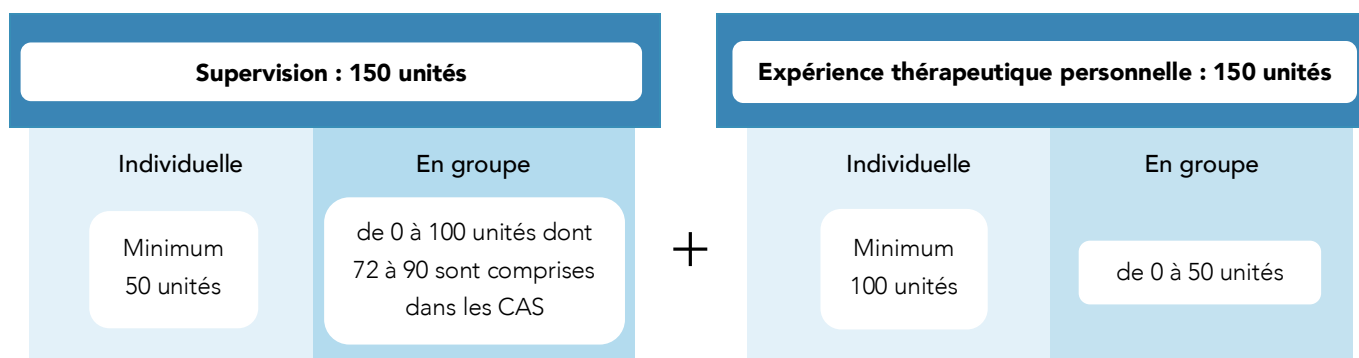 Supervision : 150 unités
Individuelle
Minimum
50 unités
En groupe
de 0 à 100 unités dont
72 à 90 sont comprises
dans les CAS
+
Expérience thérapeutique personnelle : 150 unités
Individuelle
Minimum
100 unités
En groupe
de 0 à 50 unités